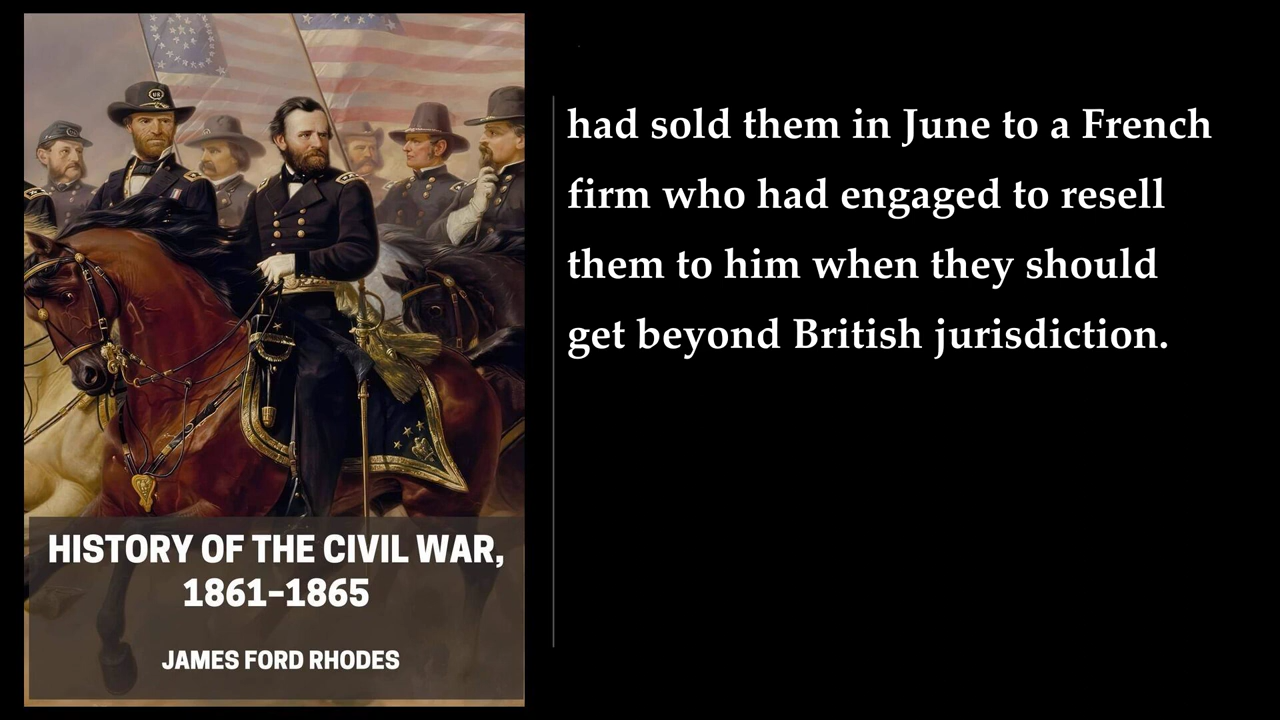 had sold them in June to a French
firm who had engaged to resell
them to him when they should
get beyond British jurisdiction.
HISTORY OF THE CIVIL WAR,
1861–1865
JAMES FORD RHODES